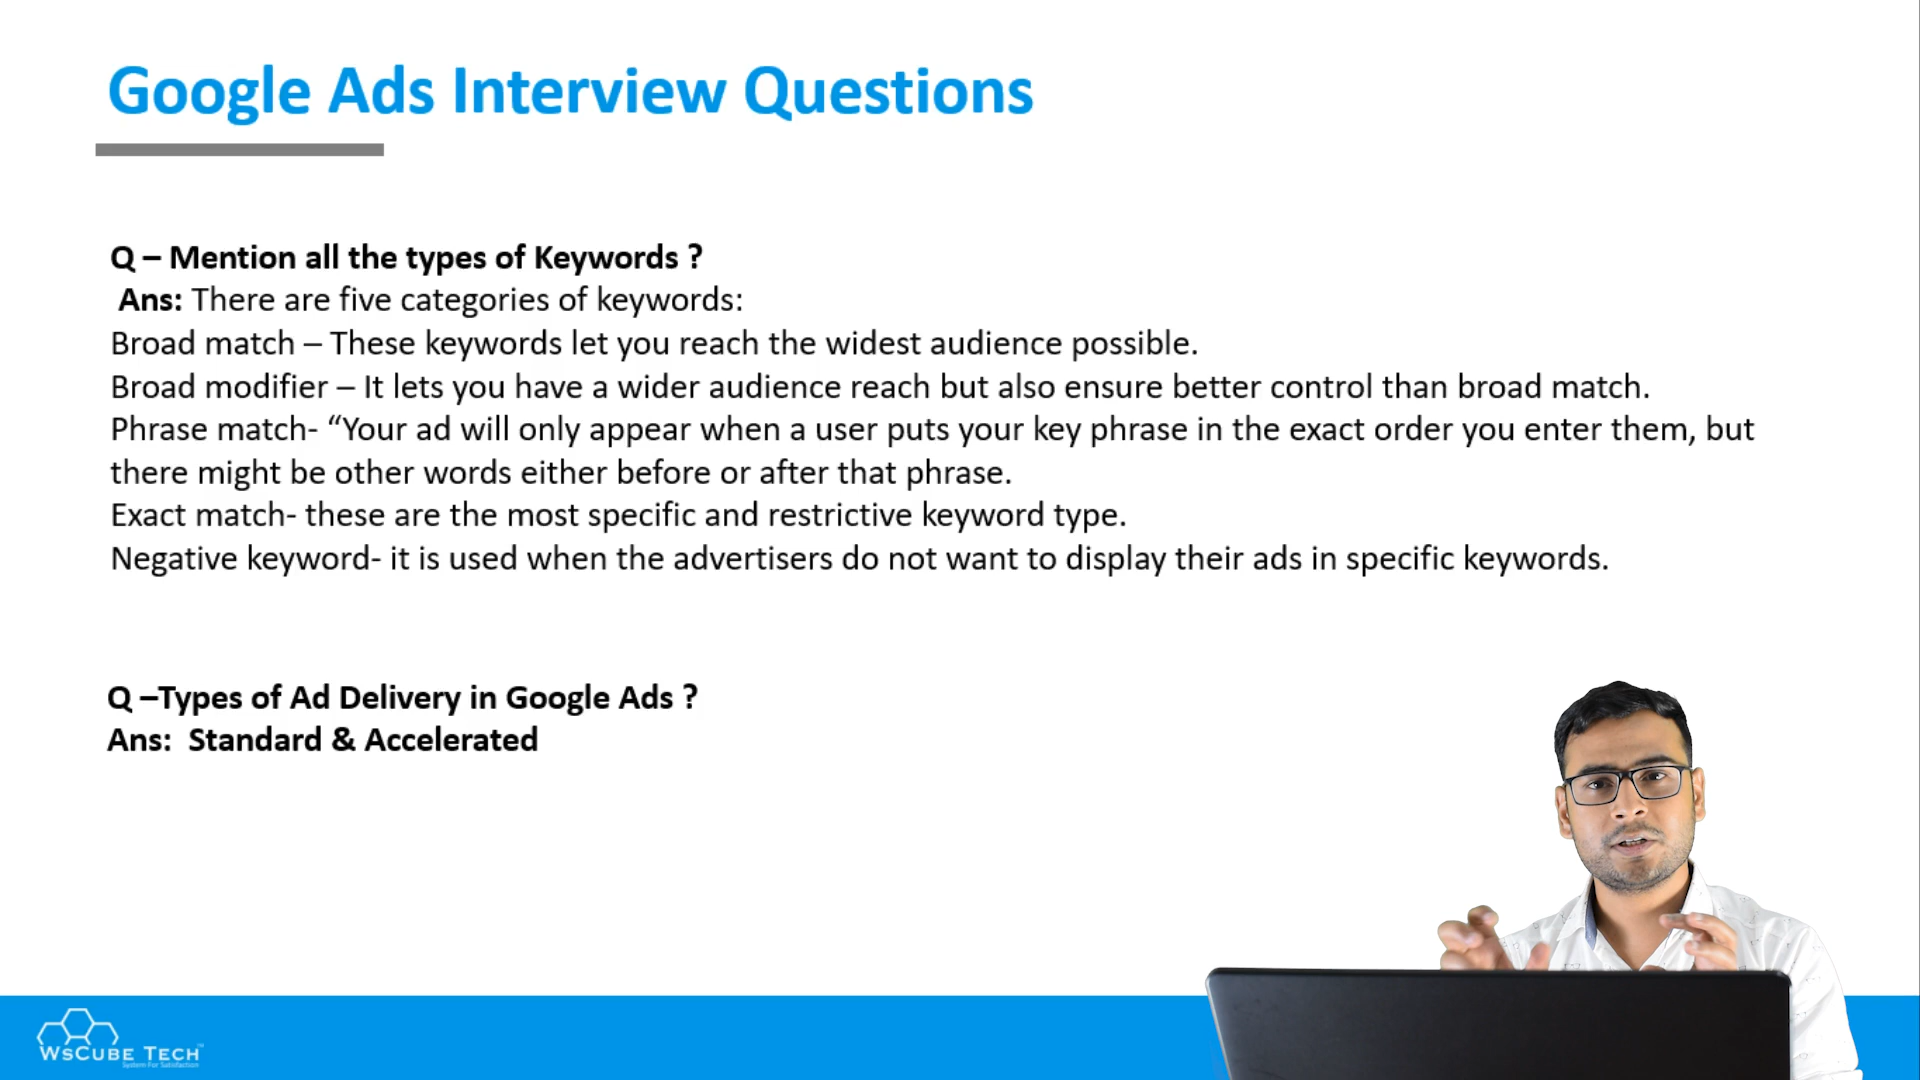 Google Ads Interview Questions
Q – Mention all the types of Keywords ?
Ans: There are five categories of keywords:
Broad match – These keywords let you reach the widest audience possible.
Broad modifier – It lets you have a wider audience reach but also ensure better control than broad match.
Phrase match- “Your ad will only appear when a user puts your key phrase in the exact order you enter them, but
there might be other words either before or after that phrase.
Exact match- these are the most specific and restrictive keyword type.
Negative keyword- it is used when the advertisers do not want to display their ads in specific keywords.
Q –Types of Ad Delivery in Google Ads ?
Ans: Standard & Accelerated
WSCUBE TECH
System For Satisfaction